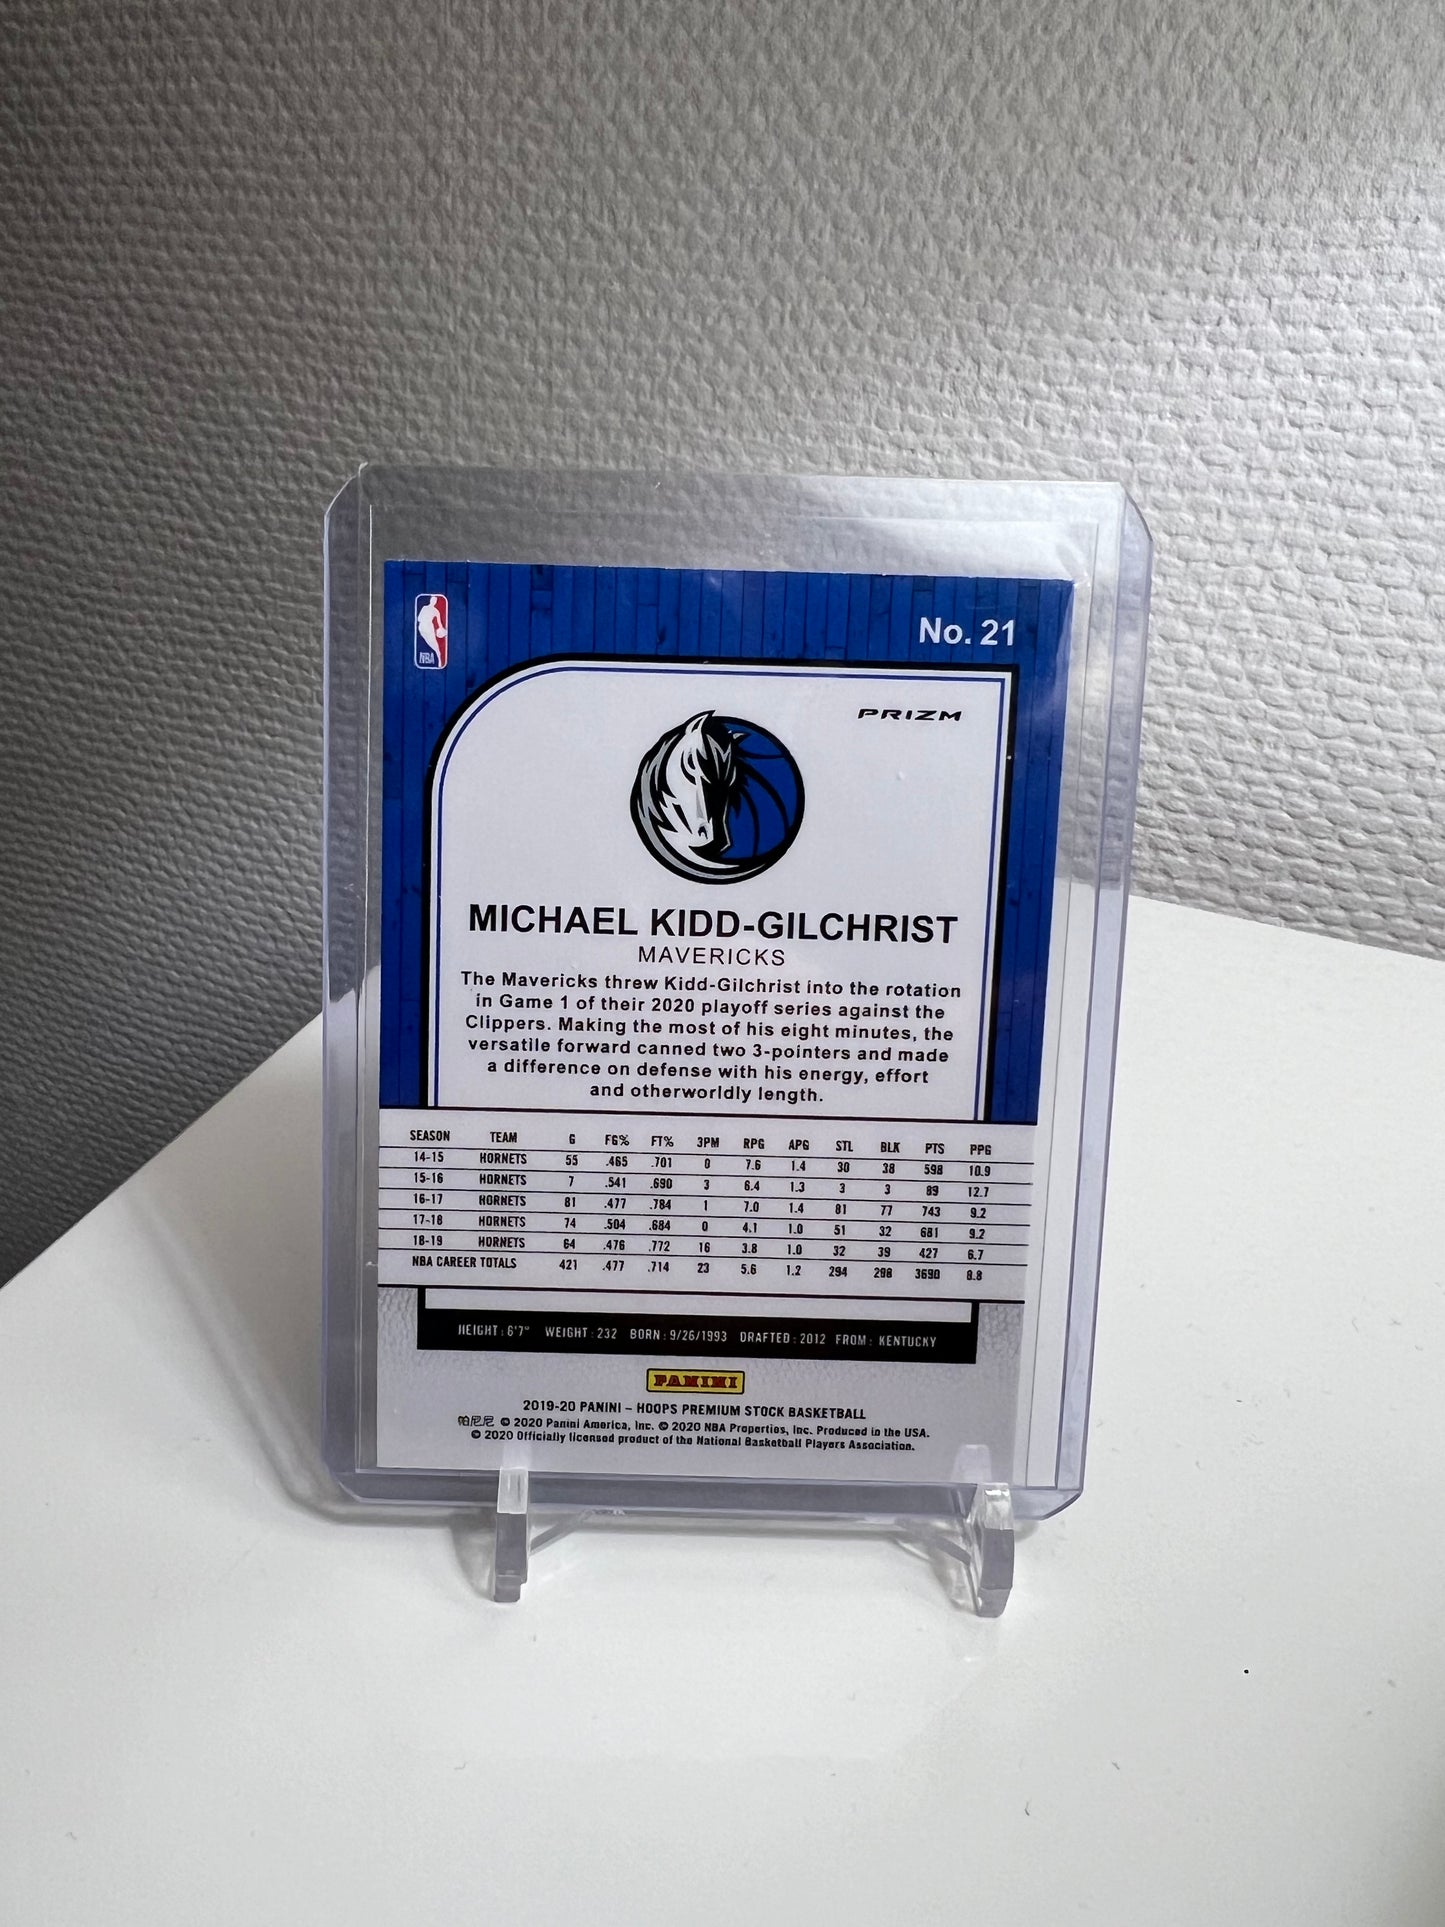 NBA
No. 21
PRIZM
MICHAEL KIDD-GILCHRIST
MAVERICKS
The Mavericks threw Kidd-Gilchrist into the rotation
in Game 1 of their 2020 playoff series against the
Clippers. Making the most of his eight minutes, the
versatile forward canned two 3-pointers and made
a difference on defense with his energy, effort
and otherworldly length.
SEASON TEAM G FG% FT% 3PM RPG APG STL BLK PTS PPG
14-15 HORNETS 55 .465 .701 0 7.6 1.4 30 38 598 10.9
15-16 HORNETS 7 .541 .690 3 6.4 1.3 3 3 89 12.7
16-17 HORNETS 81 .477 .784 1 7.0 1.4 81 77 743 9.2
17-18 HORNETS 74 .504 .684 0 4.1 1.0 51 32 681 9.2
18-19 HORNETS 64 .476 .772 16 3.8 1.0 32 39 427 6.7
NBA CAREER TOTALS 421 .477 .714 23 5.6 1.2 294 298 3690 8.8
HEIGHT: 6'7" WEIGHT: 232 BORN: 9/26/1993 DRAFTED: 2012 FROM: KENTUCKY
PANINI
2019-20 PANINI – HOOPS PREMIUM STOCK BASKETBALL
帕尼尼 © 2020 Panini America, Inc. © 2020 NBA Properties, Inc. Produced in the USA.
© 2020 Officially licensed product of the National Basketball Players Association.